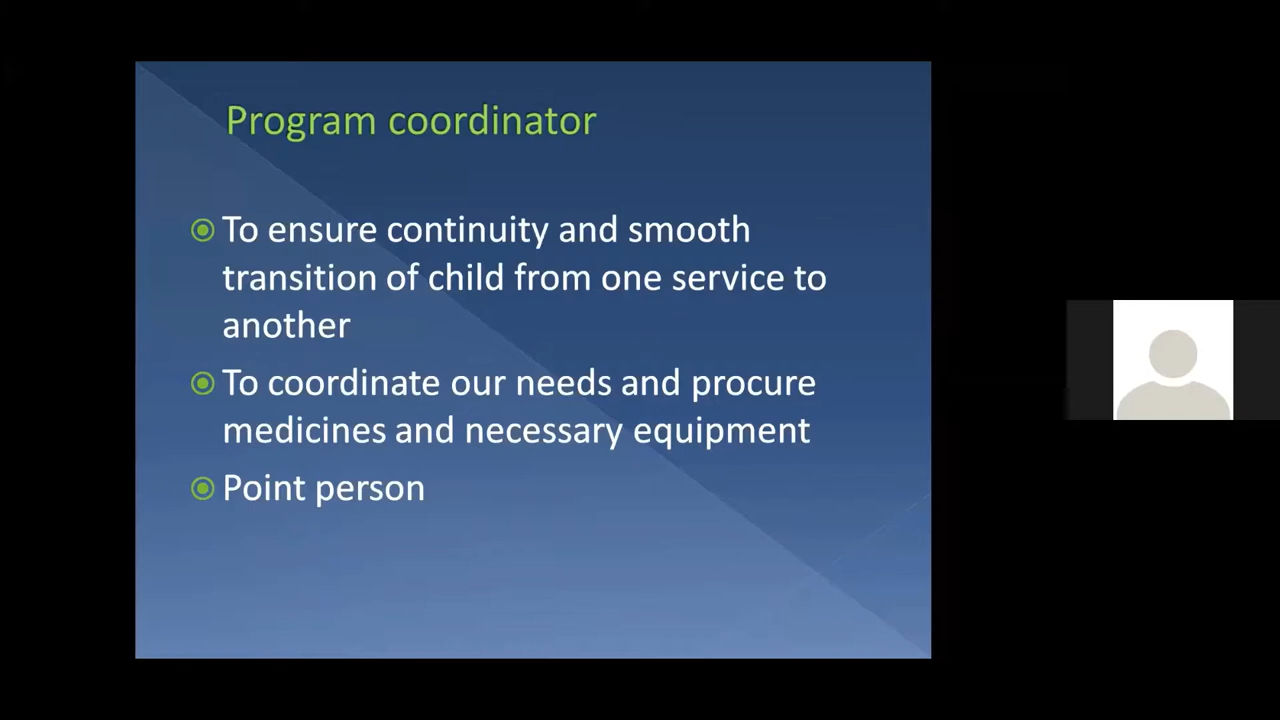 Program coordinator
To ensure continuity and smooth
transition of child from one service to
another
To coordinate our needs and procure
medicines and necessary equipment
Point person